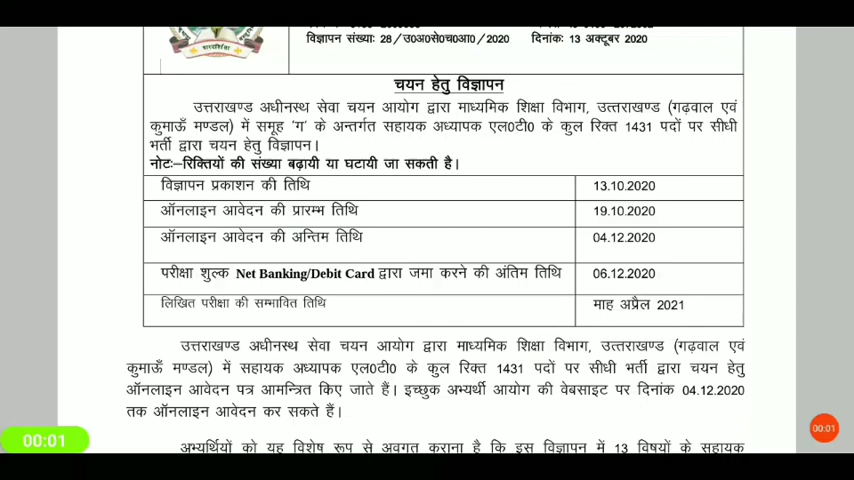 विज्ञापन संख्याः 28/उ0अ0से0च0आ0/2020 दिनांकः 13 अक्टूबर 2020
चयन हेतु विज्ञापन
उत्तराखण्ड अधीनस्थ सेवा चयन आयोग द्वारा माध्यमिक शिक्षा विभाग, उत्तराखण्ड (गढ़वाल एवं
कुमाऊँ मण्डल) में समूह 'ग' के अन्तर्गत सहायक अध्यापक एल0टी0 के कुल रिक्त 1431 पदों पर सीधी
भर्ती द्वारा चयन हेतु विज्ञापन।
नोटः–रिक्तियों की संख्या बढ़ायी या घटायी जा सकती है।
विज्ञापन प्रकाशन की तिथि 13.10.2020
ऑनलाइन आवेदन की प्रारम्भ तिथि 19.10.2020
ऑनलाइन आवेदन की अन्तिम तिथि 04.12.2020
परीक्षा शुल्क Net Banking/Debit Card द्वारा जमा करने की अंतिम तिथि 06.12.2020
लिखित परीक्षा की सम्भावित तिथि माह अप्रैल 2021
उत्तराखण्ड अधीनस्थ सेवा चयन आयोग द्वारा माध्यमिक शिक्षा विभाग, उत्तराखण्ड (गढ़वाल एवं
कुमाऊँ मण्डल) में सहायक अध्यापक एल0टी0 के कुल रिक्त 1431 पदों पर सीधी भर्ती द्वारा चयन हेतु
ऑनलाइन आवेदन पत्र आमन्त्रित किए जाते हैं। इच्छुक अभ्यर्थी आयोग की वेबसाइट पर दिनांक 04.12.2020
तक ऑनलाइन आवेदन कर सकते हैं।
अभ्यर्थियों को यह विशेष रूप से अवगत कराना है कि इस विज्ञापन में 13 विषयों के सहायक
00:01
00:01